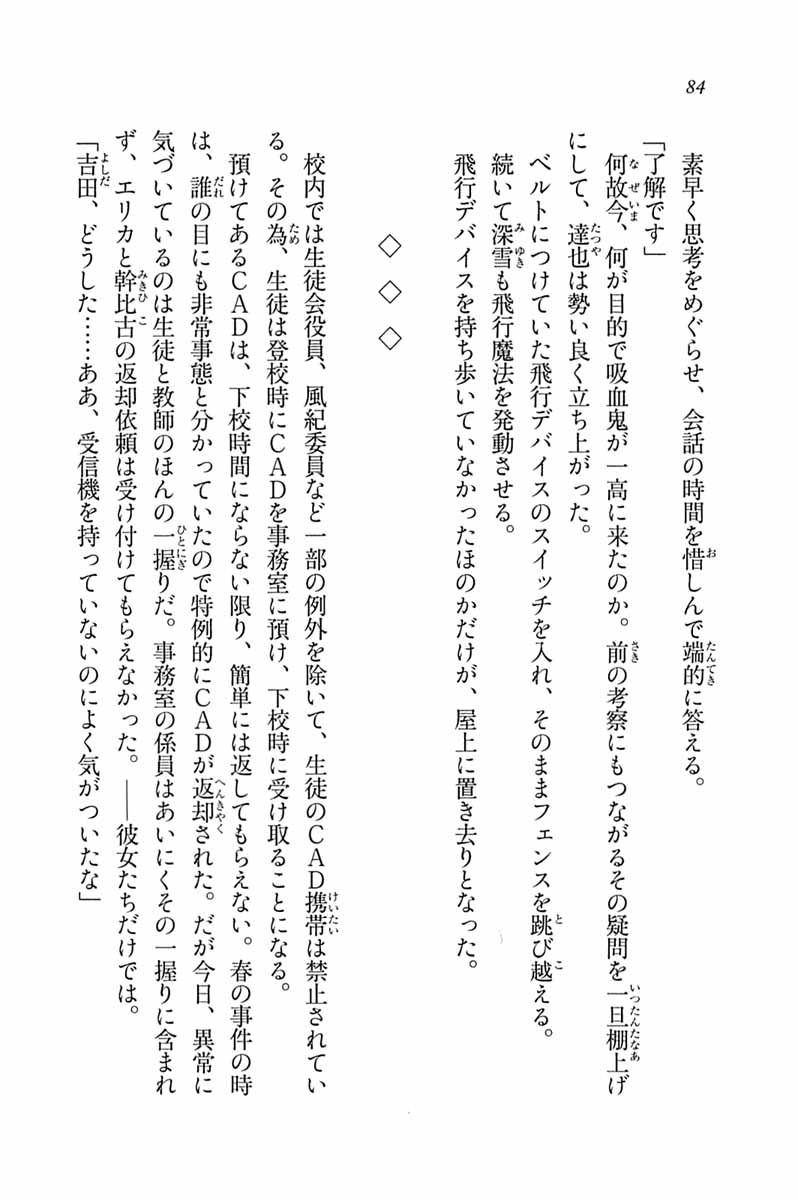 84
素早く思考をめぐらせ、会話の時間を惜しんで端的に答える。
「了解です」
何故今、何が目的で吸血鬼が一高に来たのか。前の考察にもつながるその疑問を一旦棚上げ
にして、達也は勢い良く立ち上がった。
ベルトにつけていた飛行デバイスのスイッチを入れ、そのままフェンスを跳び越える。
続いて深雪も飛行魔法を発動させる。
飛行デバイスを持ち歩いていなかったほのかだけが、屋上に置き去りとなった。
◇ ◇ ◇
校内では生徒会役員、風紀委員など一部の例外を除いて、生徒のＣＡＤ携帯は禁止されてい
る。その為、生徒は登校時にＣＡＤを事務室に預け、下校時に受け取ることになる。
預けてあるＣＡＤは、下校時間にならない限り、簡単には返してもらえない。春の事件の時
は、誰の目にも非常事態と分かっていたので特例的にＣＡＤが返却された。だが今日、異常に
気づいているのは生徒と教師のほんの一握りだ。事務室の係員はあいにくその一握りに含まれ
ず、エリカと幹比古の返却依頼は受け付けてもらえなかった。――彼女たちだけでは。
「吉田、どうした……ああ、受信機を持っていないのによく気がついたな」